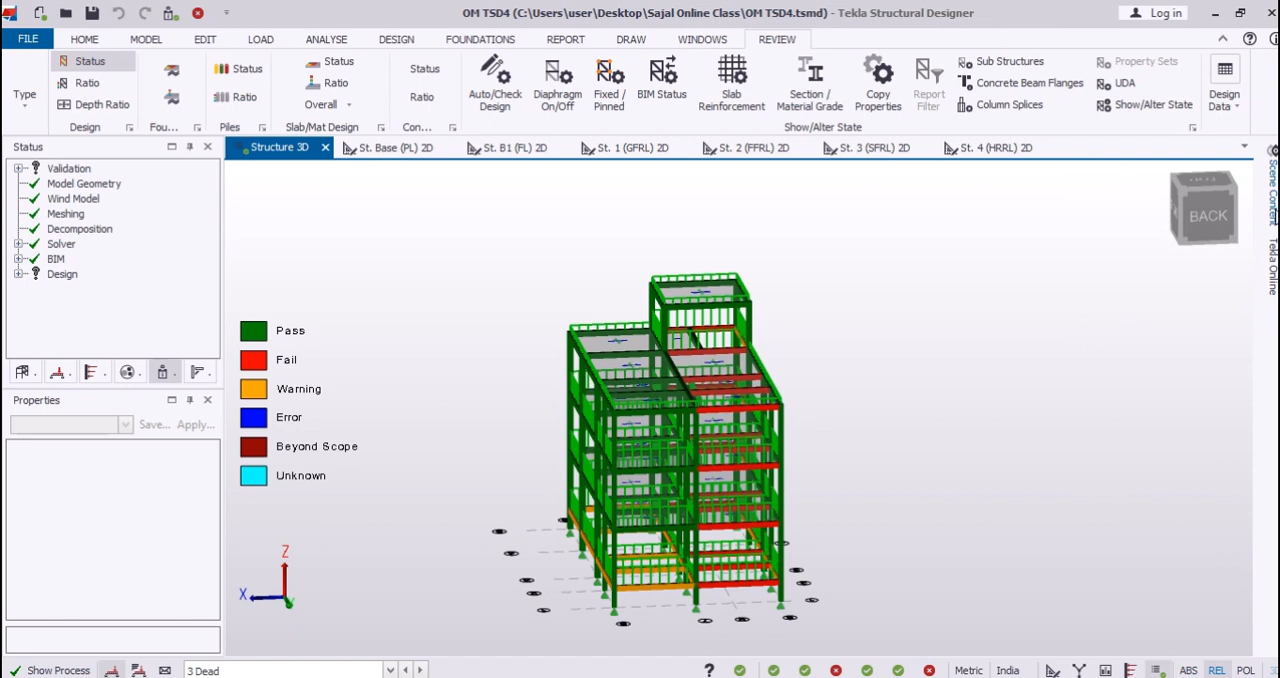 OM TSD4 (C:\Users\user\Desktop\Sajal Online Class\OM TSD4.tsmd) - Tekla Structural Designer
Log in
FILE HOME MODEL EDIT LOAD ANALYSE DESIGN FOUNDATIONS REPORT DRAW WINDOWS REVIEW
Type
Status
Ratio
Depth Ratio
Design
Fou...
Status
Ratio
Piles
Status
Ratio
Overall
Slab/Mat Design
Status
Ratio
Con...
Auto/Check
Design
Diaphragm
On/Off
Fixed /
Pinned
BIM Status
Slab
Reinforcement
Section /
Material Grade
Copy
Properties
Report
Filter
Sub Structures
Concrete Beam Flanges
Column Splices
Property Sets
UDA
Show/Alter State
Show/Alter State
Design
Data
Status
Structure 3D
St. Base (PL) 2D
St. B1 (FL) 2D
St. 1 (GFRL) 2D
St. 2 (FFRL) 2D
St. 3 (SFRL) 2D
St. 4 (HRRL) 2D
Validation
Model Geometry
Wind Model
Meshing
Decomposition
Solver
BIM
Design
Properties
Save... Apply...
Pass
Fail
Warning
Error
Beyond Scope
Unknown
Z
X
BACK
Scene Content
Tekla Online
Show Process
3 Dead
Metric
India
ABS
REL
POL